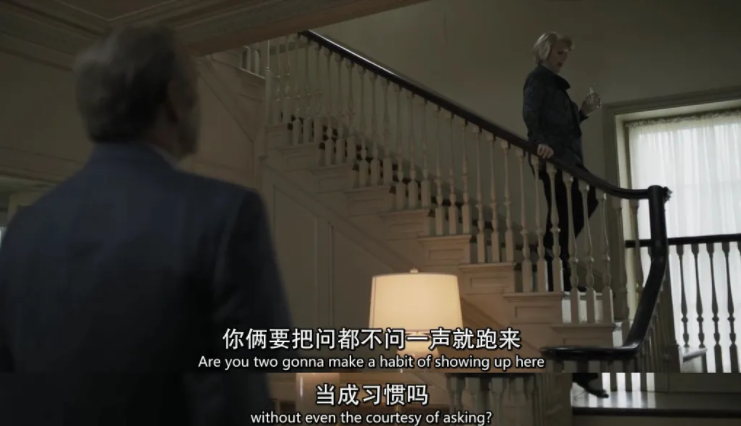 你俩要把问都不问一声就跑来
Are you two gonna make a habit of showing up here
当成习惯吗
without even the courtesy of asking?